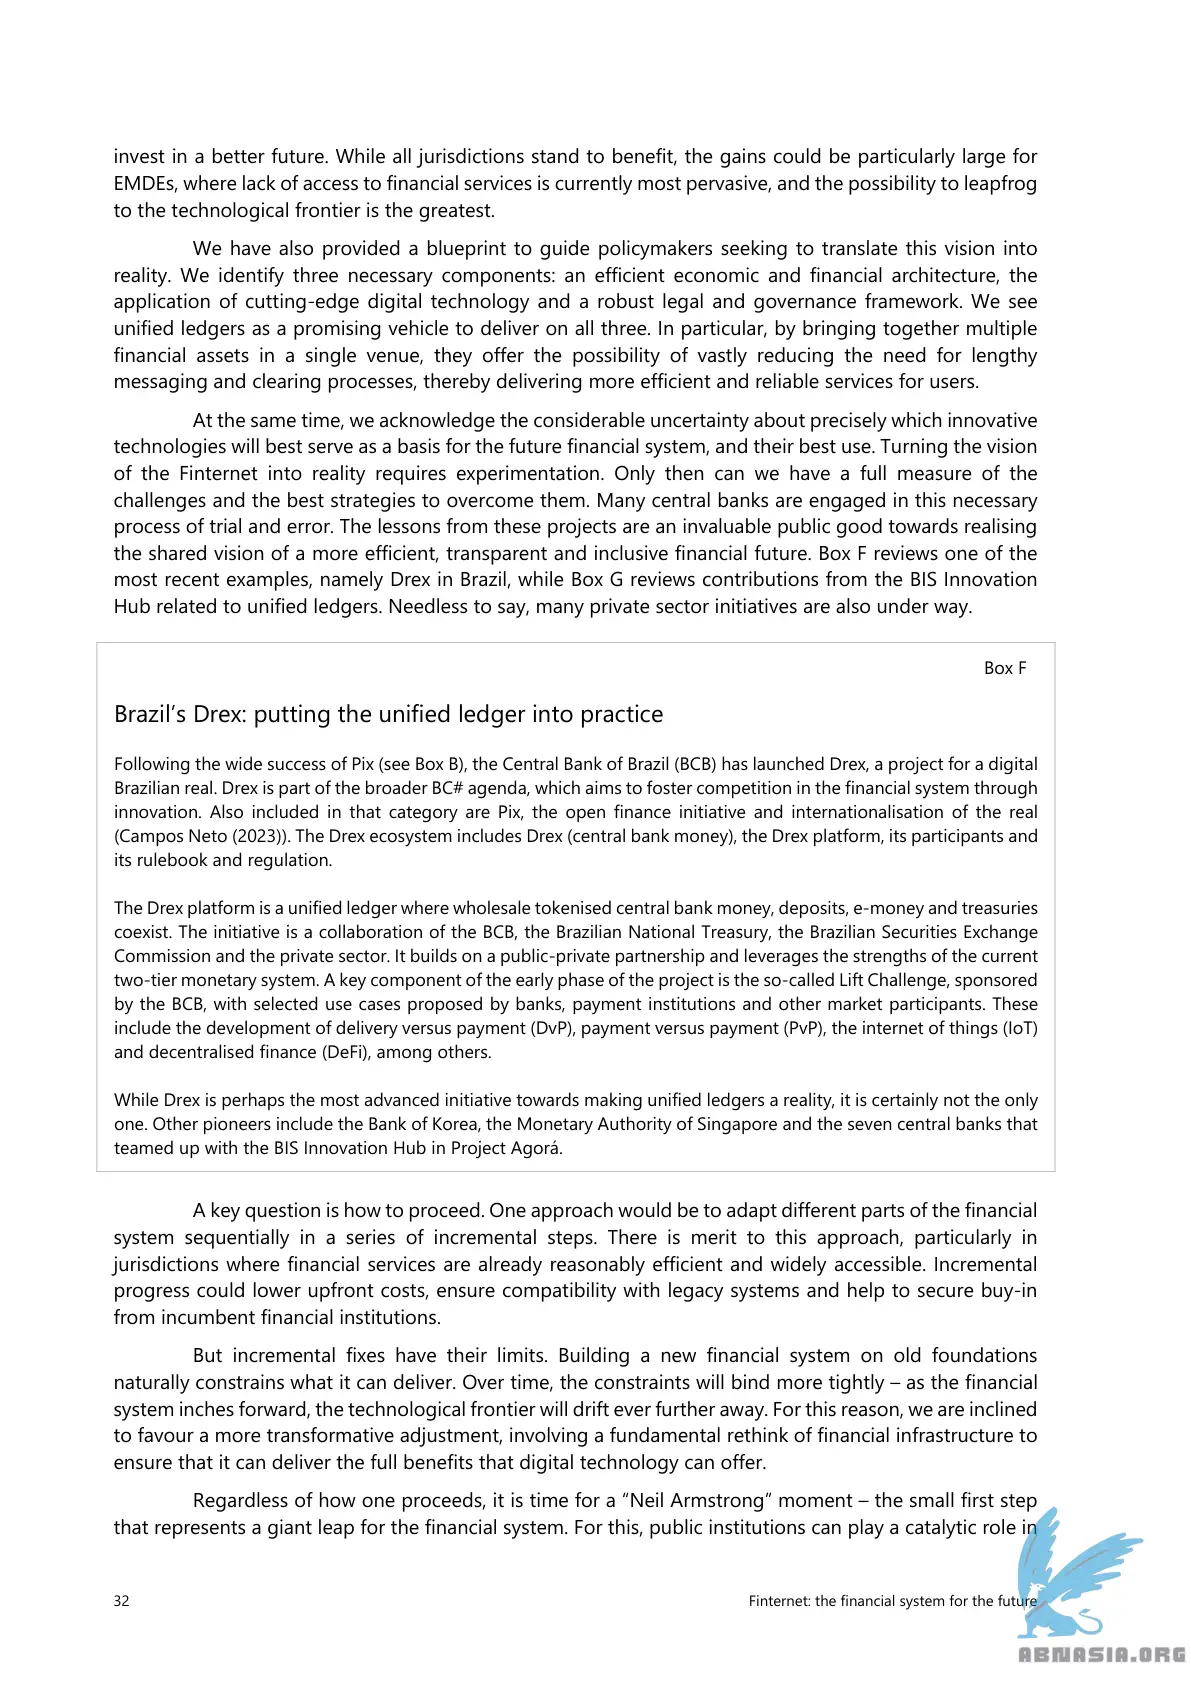 invest in a better future. While all jurisdictions stand to benefit, the gains could be particularly large for
EMDEs, where lack of access to financial services is currently most pervasive, and the possibility to leapfrog
to the technological frontier is the greatest.
We have also provided a blueprint to guide policymakers seeking to translate this vision into
reality. We identify three necessary components: an efficient economic and financial architecture, the
application of cutting-edge digital technology and a robust legal and governance framework. We see
unified ledgers as a promising vehicle to deliver on all three. In particular, by bringing together multiple
financial assets in a single venue, they offer the possibility of vastly reducing the need for lengthy
messaging and clearing processes, thereby delivering more efficient and reliable services for users.
At the same time, we acknowledge the considerable uncertainty about precisely which innovative
technologies will best serve as a basis for the future financial system, and their best use. Turning the vision
of the Finternet into reality requires experimentation. Only then can we have a full measure of the
challenges and the best strategies to overcome them. Many central banks are engaged in this necessary
process of trial and error. The lessons from these projects are an invaluable public good towards realising
the shared vision of a more efficient, transparent and inclusive financial future. Box F reviews one of the
most recent examples, namely Drex in Brazil, while Box G reviews contributions from the BIS Innovation
Hub related to unified ledgers. Needless to say, many private sector initiatives are also under way.
Box F
Brazil's Drex: putting the unified ledger into practice
Following the wide success of Pix (see Box B), the Central Bank of Brazil (BCB) has launched Drex, a project for a digital
Brazilian real. Drex is part of the broader BC# agenda, which aims to foster competition in the financial system through
innovation. Also included in that category are Pix, the open finance initiative and internationalisation of the real
(Campos Neto (2023)). The Drex ecosystem includes Drex (central bank money), the Drex platform, its participants and
its rulebook and regulation.
The Drex platform is a unified ledger where wholesale tokenised central bank money, deposits, e-money and treasuries
coexist. The initiative is a collaboration of the BCB, the Brazilian National Treasury, the Brazilian Securities Exchange
Commission and the private sector. It builds on a public-private partnership and leverages the strengths of the current
two-tier monetary system. A key component of the early phase of the project is the so-called Lift Challenge, sponsored
by the BCB, with selected use cases proposed by banks, payment institutions and other market participants. These
include the development of delivery versus payment (DvP), payment versus payment (PvP), the internet of things (IoT)
and decentralised finance (DeFi), among others.
While Drex is perhaps the most advanced initiative towards making unified ledgers a reality, it is certainly not the only
one. Other pioneers include the Bank of Korea, the Monetary Authority of Singapore and the seven central banks that
teamed up with the BIS Innovation Hub in Project Agorá.
A key question is how to proceed. One approach would be to adapt different parts of the financial
system sequentially in a series of incremental steps. There is merit to this approach, particularly in
jurisdictions where financial services are already reasonably efficient and widely accessible. Incremental
progress could lower upfront costs, ensure compatibility with legacy systems and help to secure buy-in
from incumbent financial institutions.
But incremental fixes have their limits. Building a new financial system on old foundations
naturally constrains what it can deliver. Over time, the constraints will bind more tightly – as the financial
system inches forward, the technological frontier will drift ever further away. For this reason, we are inclined
to favour a more transformative adjustment, involving a fundamental rethink of financial infrastructure to
ensure that it can deliver the full benefits that digital technology can offer.
Regardless of how one proceeds, it is time for a “Neil Armstrong” moment – the small first step
that represents a giant leap for the financial system. For this, public institutions can play a catalytic role in
32
Finternet: the financial system for the future
ABNASIA.ORG